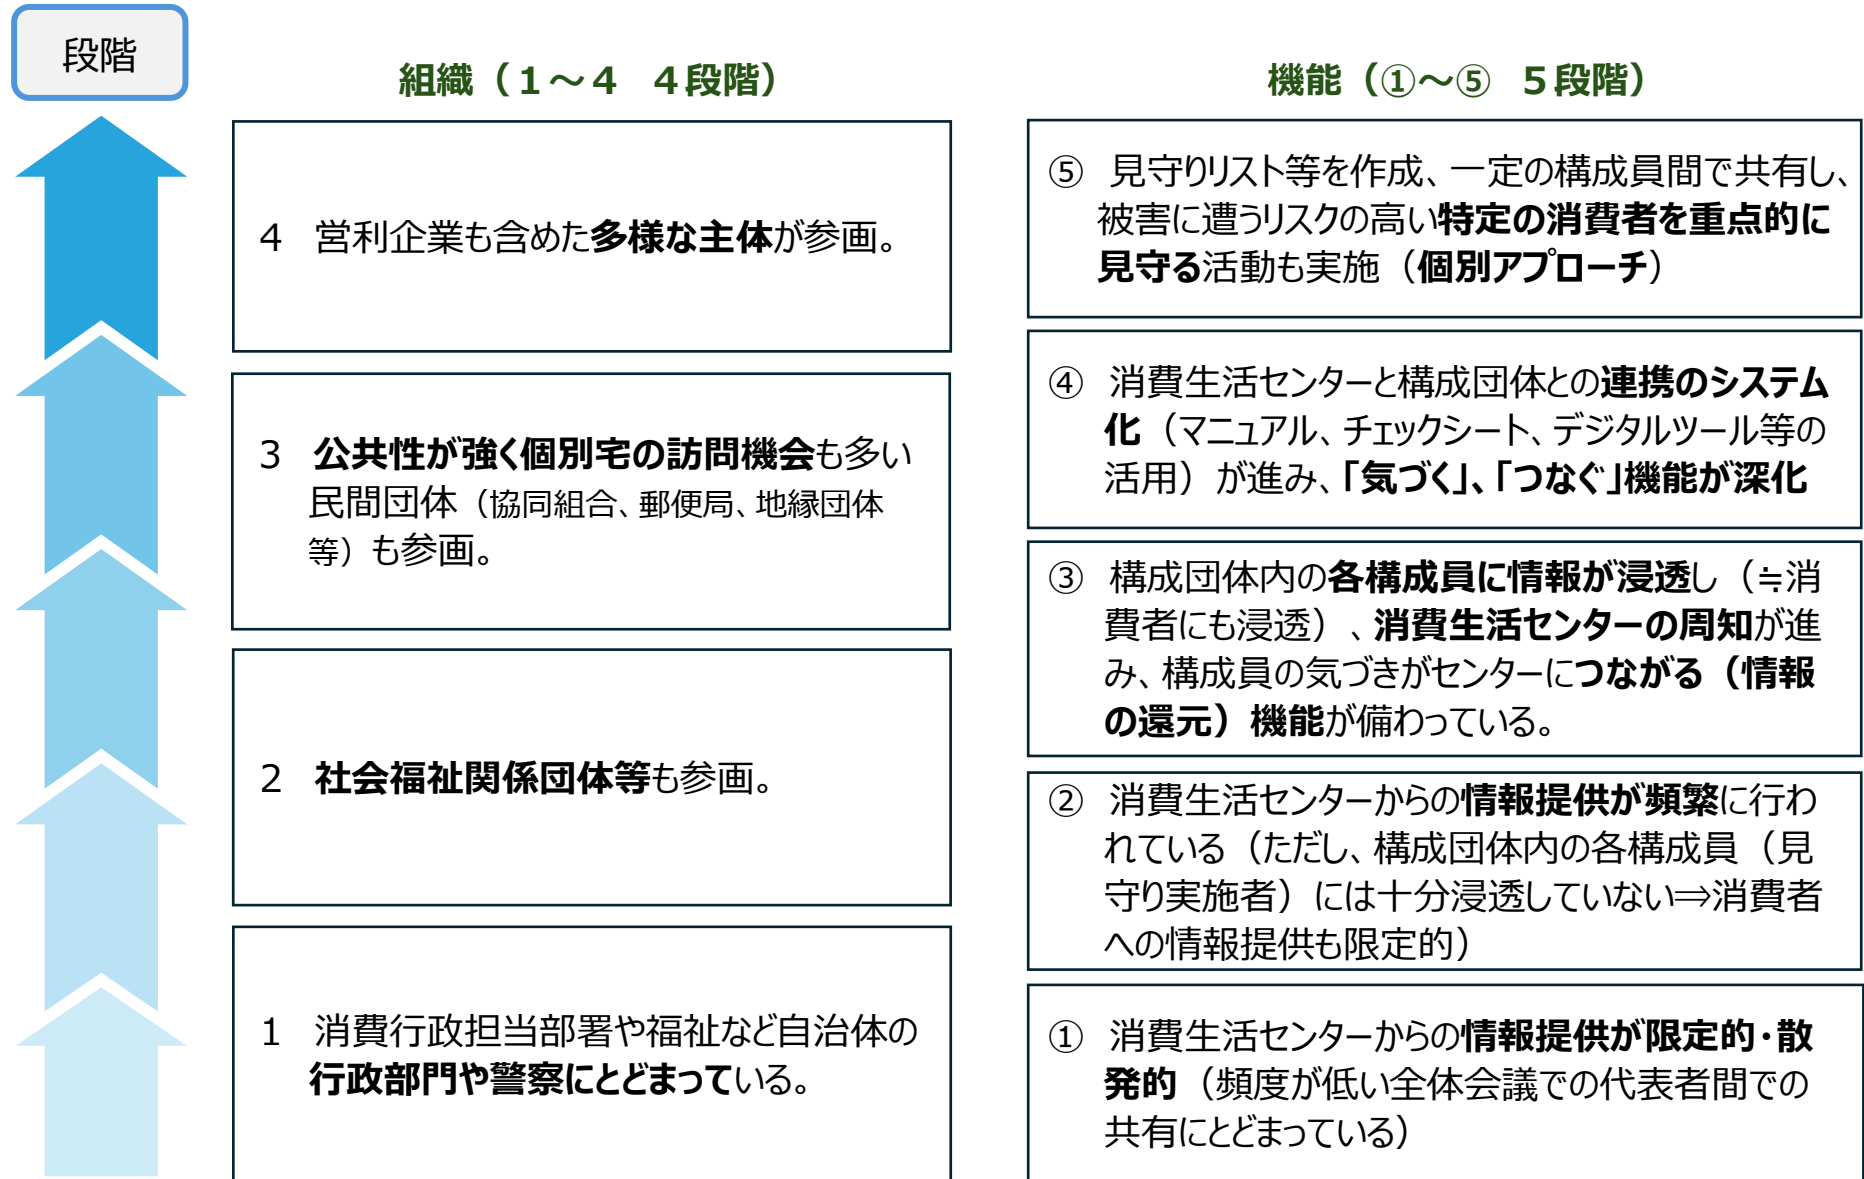 段階
組織（１～４　４段階）
４　営利企業も含めた多様な主体が参画。
３　公共性が強く個別宅の訪問機会も多い
民間団体（協同組合、郵便局、地縁団体
等）も参画。
２　社会福祉関係団体等も参画。
１　消費行政担当部署や福祉など自治体の
行政部門や警察にとどまっている。
機能（①～⑤　５段階）
⑤　見守りリスト等を作成、一定の構成員間で共有し、
被害に遭うリスクの高い特定の消費者を重点的に
見守る活動も実施（個別アプローチ）
④　消費生活センターと構成団体との連携のシステム
化（マニュアル、チェックシート、デジタルツール等の
活用）が進み、「気づく」、「つなぐ」機能が深化
③　構成団体内の各構成員に情報が浸透し（≒消
費者にも浸透）、消費生活センターの周知が進
み、構成員の気づきがセンターにつながる（情報
の還元）機能が備わっている。
②　消費生活センターからの情報提供が頻繁に行わ
れている（ただし、構成団体内の各構成員（見
守り実施者）には十分浸透していない⇒消費者
への情報提供も限定的）
①　消費生活センターからの情報提供が限定的・散
発的（頻度が低い全体会議での代表者間での
共有にとどまっている）